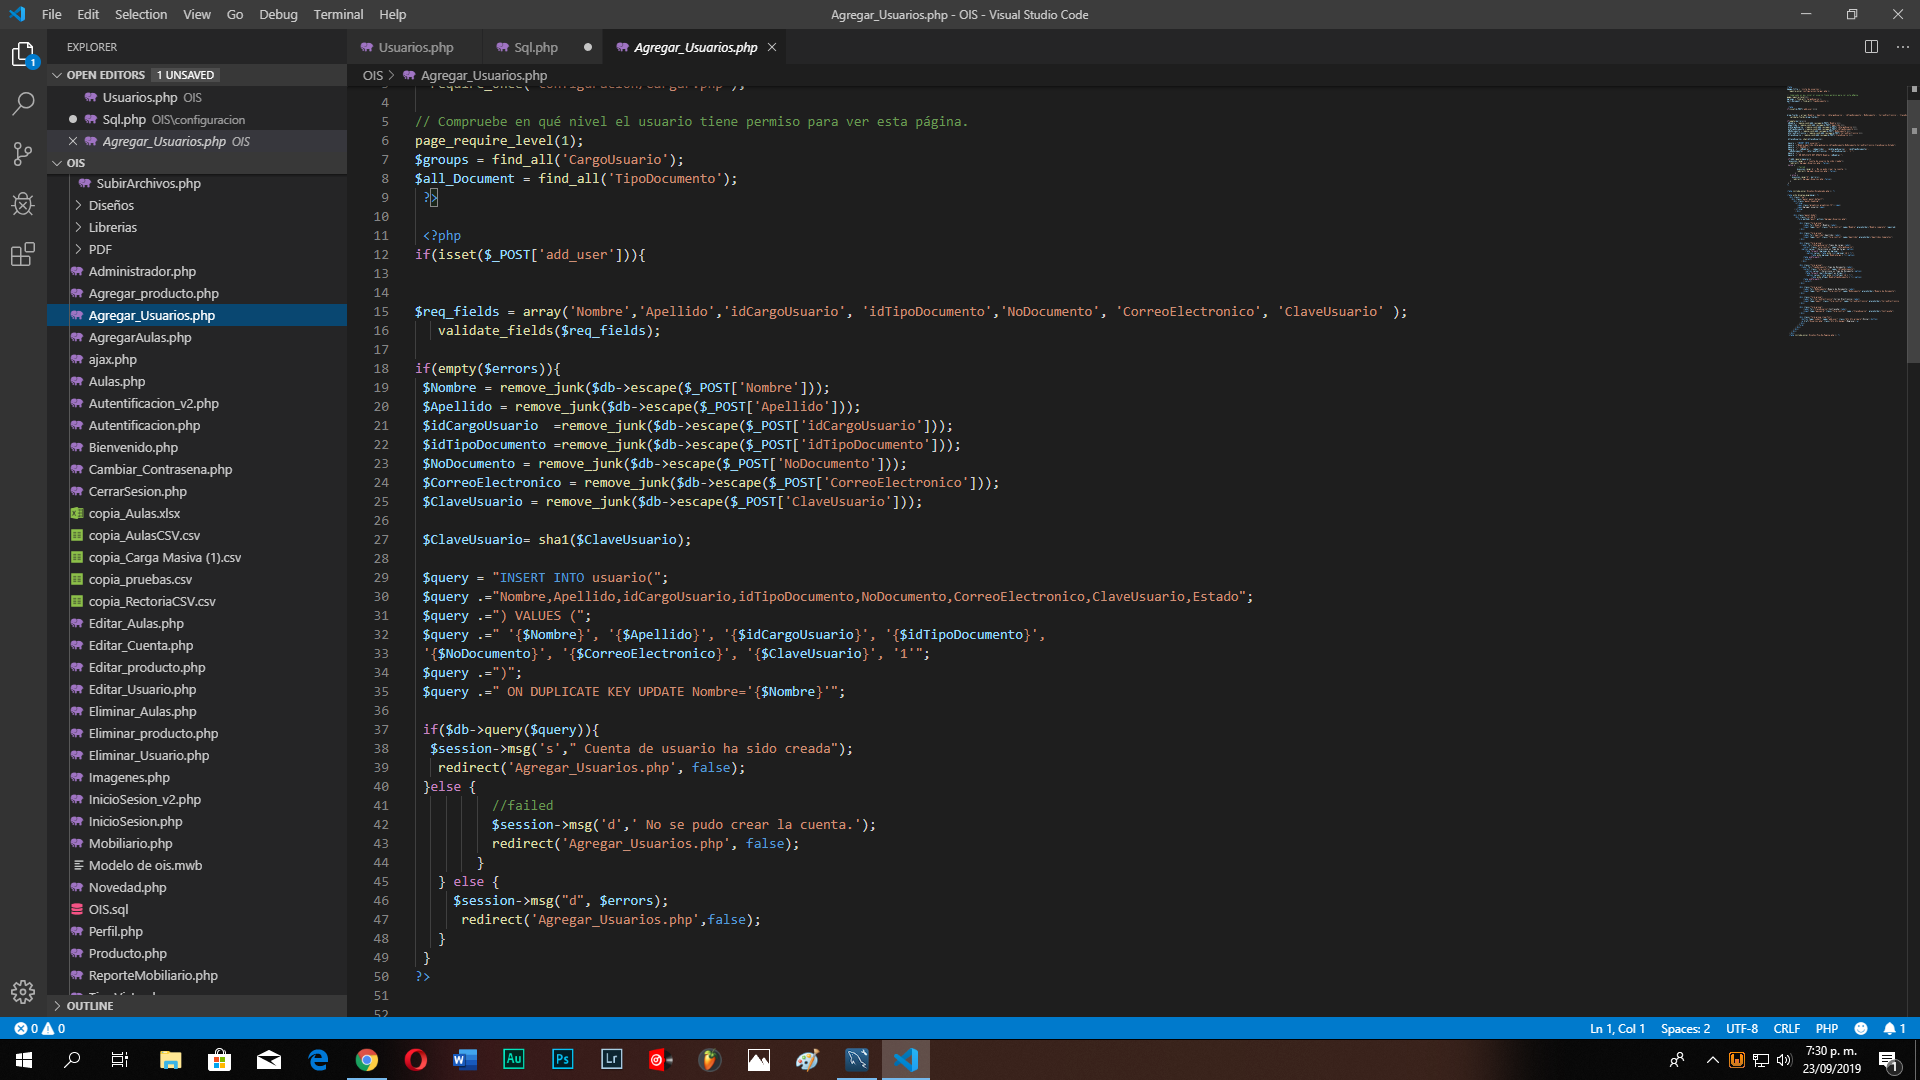 File Edit Selection View Go Debug Terminal Help
Agregar_Usuarios.php - OIS - Visual Studio Code
EXPLORER
OPEN EDITORS 1 UNSAVED
Usuarios.php OIS
Sql.php OIS\configuracion
Agregar_Usuarios.php OIS
OIS
SubirArchivos.php
Diseños
Librerias
PDF
Administrador.php
Agregar_producto.php
Agregar_Usuarios.php
AgregarAulas.php
ajax.php
Aulas.php
Autentificacion_v2.php
Autentificacion.php
Bienvenido.php
Cambiar_Contrasena.php
CerrarSesion.php
copia_Aulas.xlsx
copia_AulasCSV.csv
copia_Carga Masiva (1).csv
copia_pruebas.csv
copia_RectoriaCSV.csv
Editar_Aulas.php
Editar_Cuenta.php
Editar_producto.php
Editar_Usuario.php
Eliminar_Aulas.php
Eliminar_producto.php
Eliminar_Usuario.php
Imagenes.php
InicioSesion_v2.php
InicioSesion.php
Mobiliario.php
Modelo de ois.mwb
Novedad.php
OIS.sql
Perfil.php
Producto.php
ReporteMobiliario.php
OUTLINE
Usuarios.php Sql.php Agregar_Usuarios.php
OIS > Agregar_Usuarios.php
4
5 // Compruebe en qué nivel el usuario tiene permiso para ver esta página.
6 page_require_level(1);
7 $groups = find_all('CargoUsuario');
8 $all_Document = find_all('TipoDocumento');
9 ?>
10
11 <?php
12 if(isset($_POST['add_user'])){
13
14
15 $req_fields = array('Nombre','Apellido','idCargoUsuario', 'idTipoDocumento','NoDocumento', 'CorreoElectronico', 'ClaveUsuario' );
16 validate_fields($req_fields);
17
18 if(empty($errors)){
19 $Nombre = remove_junk($db->escape($_POST['Nombre']));
20 $Apellido = remove_junk($db->escape($_POST['Apellido']));
21 $idCargoUsuario =remove_junk($db->escape($_POST['idCargoUsuario']));
22 $idTipoDocumento =remove_junk($db->escape($_POST['idTipoDocumento']));
23 $NoDocumento = remove_junk($db->escape($_POST['NoDocumento']));
24 $CorreoElectronico = remove_junk($db->escape($_POST['CorreoElectronico']));
25 $ClaveUsuario = remove_junk($db->escape($_POST['ClaveUsuario']));
26
27 $ClaveUsuario= sha1($ClaveUsuario);
28
29 $query = "INSERT INTO usuario(";
30 $query .="Nombre,Apellido,idCargoUsuario,idTipoDocumento,NoDocumento,CorreoElectronico,ClaveUsuario,Estado";
31 $query .=") VALUES (";
32 $query .=" '{$Nombre}', '{$Apellido}', '{$idCargoUsuario}', '{$idTipoDocumento}',
33 '{$NoDocumento}', '{$CorreoElectronico}', '{$ClaveUsuario}', '1'";
34 $query .=")";
35 $query .=" ON DUPLICATE KEY UPDATE Nombre='{$Nombre}'";
36
37 if($db->query($query)){
38 $session->msg('s'," Cuenta de usuario ha sido creada");
39 redirect('Agregar_Usuarios.php', false);
40 }else {
41 //failed
42 $session->msg('d',' No se pudo crear la cuenta.');
43 redirect('Agregar_Usuarios.php', false);
44 }
45 } else {
46 $session->msg("d", $errors);
47 redirect('Agregar_Usuarios.php',false);
48 }
49 }
50 ?>
51
52
0 0
Ln 1, Col 1 Spaces: 2 UTF-8 CRLF PHP 1
7:30 p. m.
23/09/2019